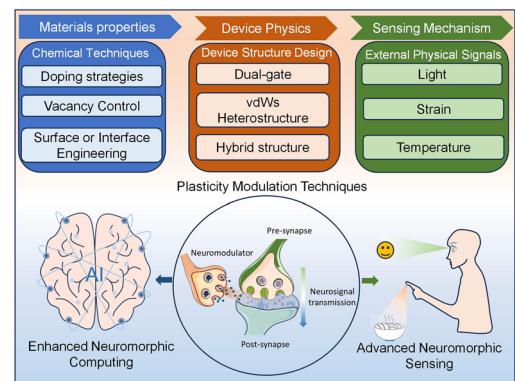 Materials properties
Device Physics
Sensing Mechanism
Chemical Techniques
Doping strategies
Vacancy Control
Surface or Interface
Engineering
Device Structure Design
Dual-gate
vdWs
Heterostructure
Hybrid structure
External Physical Signals
Light
Strain
Temperature
Plasticity Modulation Techniques
AI
Enhanced Neuromorphic
Computing
Pre-synapse
Neuromodulator
Neurosignal
transmission
Post-synapse
Advanced Neuromorphic
Sensing